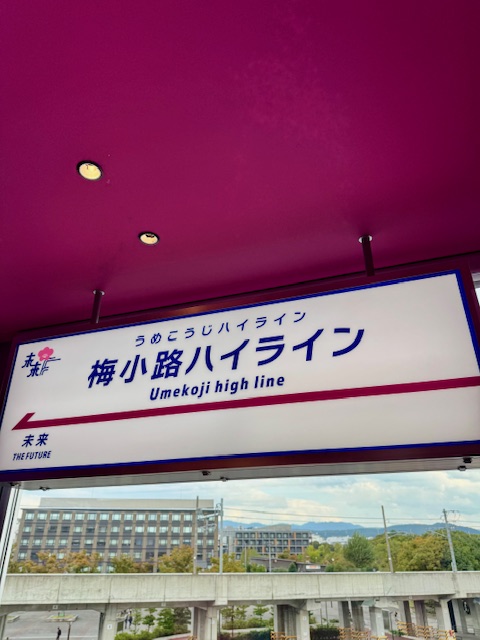 未来
うめこうじハイライン
梅小路ハイライン
Umekoji high line
未来
THE FUTURE